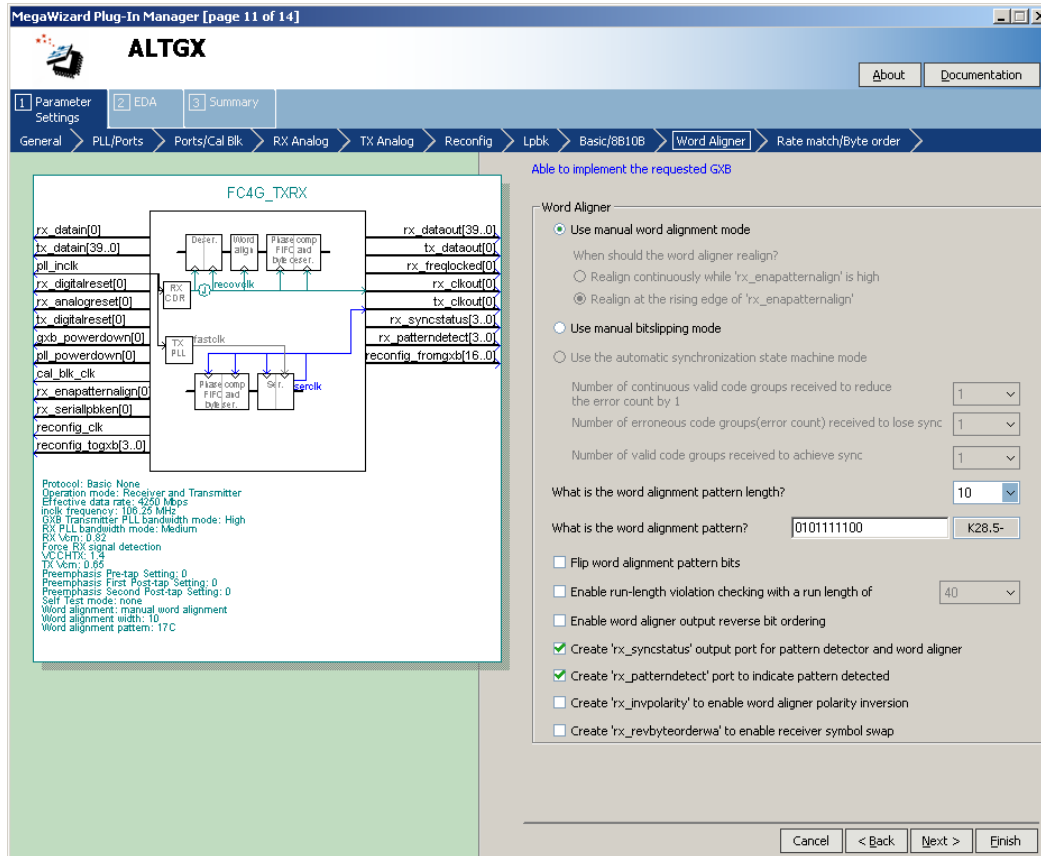 MegaWizard Plug-In Manager [page 11 of 14]
ALTGX
About Documentation
1 Parameter Settings 2 EDA 3 Summary
General PLL/Ports Ports/Cal Blk RX Analog TX Analog Reconfig Lpbk Basic/8B10B Word Aligner Rate match/Byte order
Able to implement the requested GXB
FC4G_TXRX
rx_datain[0]
tx_datain[39..0]
pll_inclk
rx_digitalreset[0]
rx_analogreset[0]
tx_digitalreset[0]
gxb_powerdown[0]
pll_powerdown[0]
cal_blk_clk
rx_enapatternalign[0]
rx_seriallpbken[0]
reconfig_clk
reconfig_togxb[3..0]
Deser.
Word align
Phase comp FIFO and byte deser.
RX CDR
recovclk
TX PLL
fastclk
Phase comp FIFO and byte ser.
Ser.
serclk
rx_dataout[39..0]
tx_dataout[0]
rx_freqlocked[0]
rx_clkout[0]
tx_clkout[0]
rx_syncstatus[3..0]
rx_patterndetect[3..0]
reconfig_fromgxb[16..0]
Protocol: Basic None
Operation mode: Receiver and Transmitter
Effective data rate: 4250 Mbps
inclk frequency: 106.25 MHz
GXB Transmitter PLL bandwidth mode: High
RX PLL bandwidth mode: Medium
RX Vcm: 0.82
Force RX signal detection
VCCHTX: 1.4
TX Vcm: 0.65
Preemphasis Pre-tap Setting: 0
Preemphasis First Post-tap Setting: 0
Preemphasis Second Post-tap Setting: 0
Self Test mode: none
Word alignment: manual word alignment
Word alignment width: 10
Word alignment pattern: 17C
Word Aligner
Use manual word alignment mode
When should the word aligner realign?
Realign continuously while 'rx_enapatternalign' is high
Realign at the rising edge of 'rx_enapatternalign'
Use manual bitslipping mode
Use the automatic synchronization state machine mode
Number of continuous valid code groups received to reduce
the error count by 1 1
Number of erroneous code groups(error count) received to lose sync 1
Number of valid code groups received to achieve sync 1
What is the word alignment pattern length? 10
What is the word alignment pattern? 0101111100 K28.5-
Flip word alignment pattern bits
Enable run-length violation checking with a run length of 40
Enable word aligner output reverse bit ordering
Create 'rx_syncstatus' output port for pattern detector and word aligner
Create 'rx_patterndetect' port to indicate pattern detected
Create 'rx_invpolarity' to enable word aligner polarity inversion
Create 'rx_revbyteorderwa' to enable receiver symbol swap
Cancel < Back Next > Finish